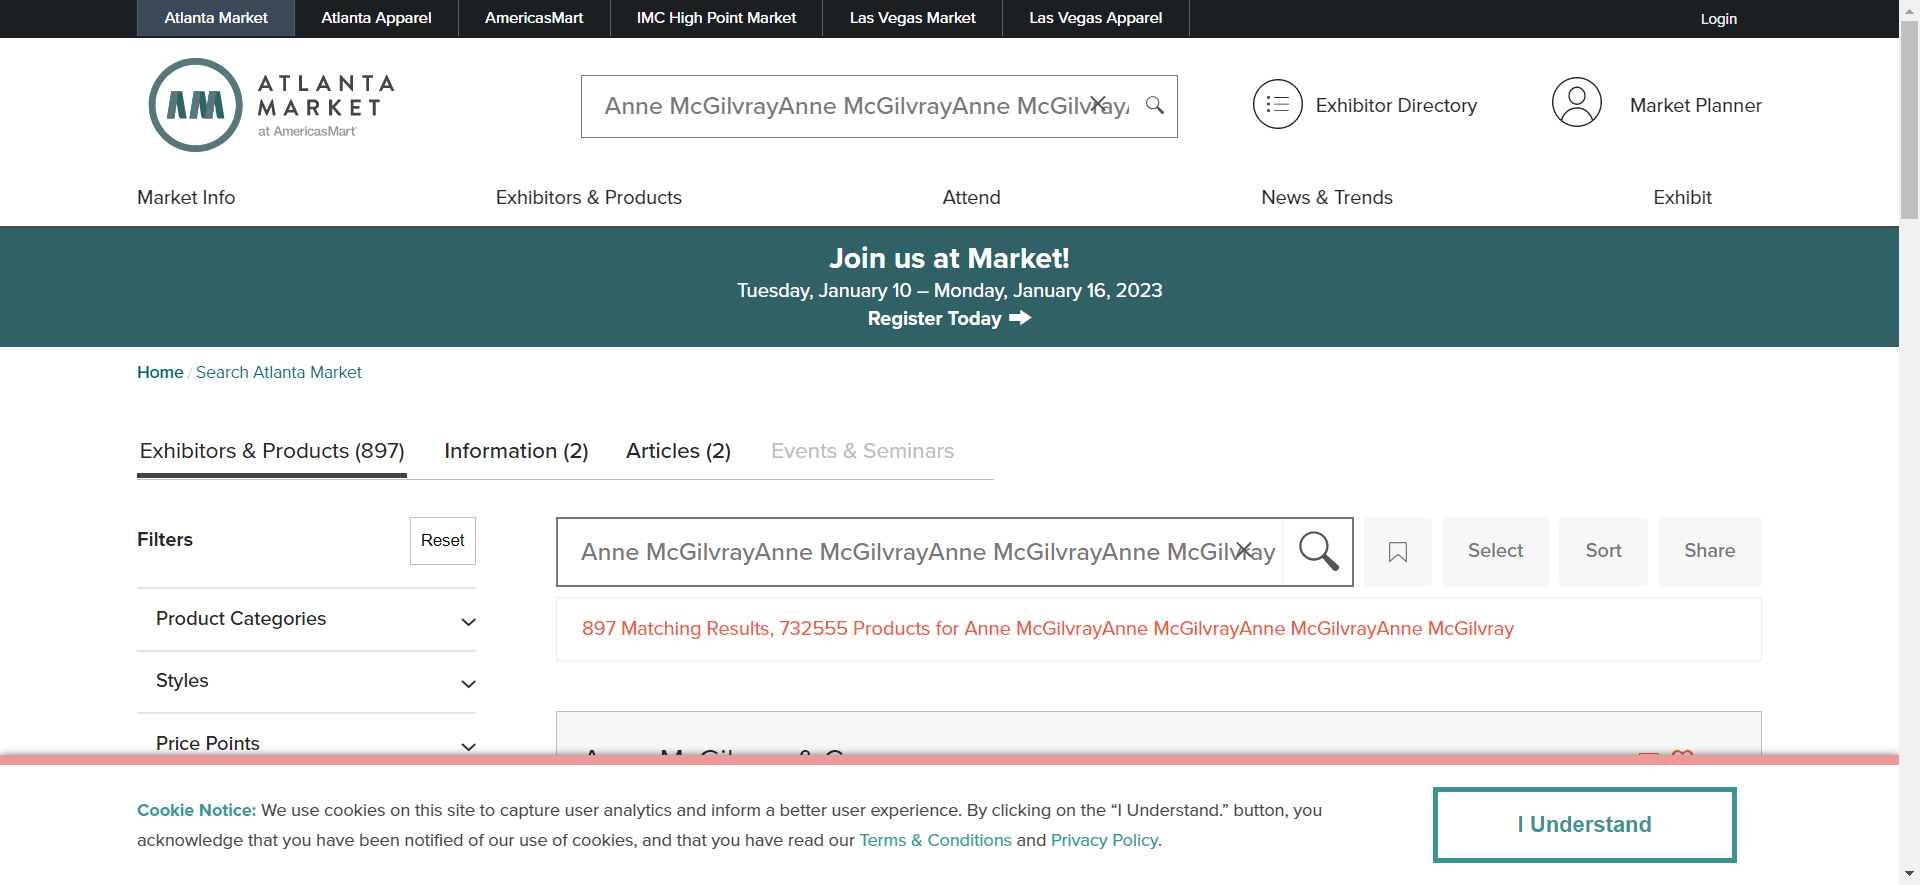 Atlanta Market
Atlanta Apparel
AmericasMart
IMC High Point Market
Las Vegas Market
Las Vegas Apparel
Login
AM
ATLANTA
MARKET
at AmericasMart
Anne McGilvrayAnne McGilvrayAnne McGilvray
Exhibitor Directory
Market Planner
Market Info
Exhibitors & Products
Attend
News & Trends
Exhibit
Join us at Market!
Tuesday, January 10 – Monday, January 16, 2023
Register Today
Home / Search Atlanta Market
Exhibitors & Products (897)
Information (2)
Articles (2)
Events & Seminars
Filters
Reset
Anne McGilvrayAnne McGilvrayAnne McGilvrayAnne McGilvray
Select
Sort
Share
897 Matching Results, 732555 Products for Anne McGilvrayAnne McGilvrayAnne McGilvrayAnne McGilvray
Product Categories
Styles
Price Points
Cookie Notice: We use cookies on this site to capture user analytics and inform a better user experience. By clicking on the “I Understand.” button, you
acknowledge that you have been notified of our use of cookies, and that you have read our Terms & Conditions and Privacy Policy.
I Understand